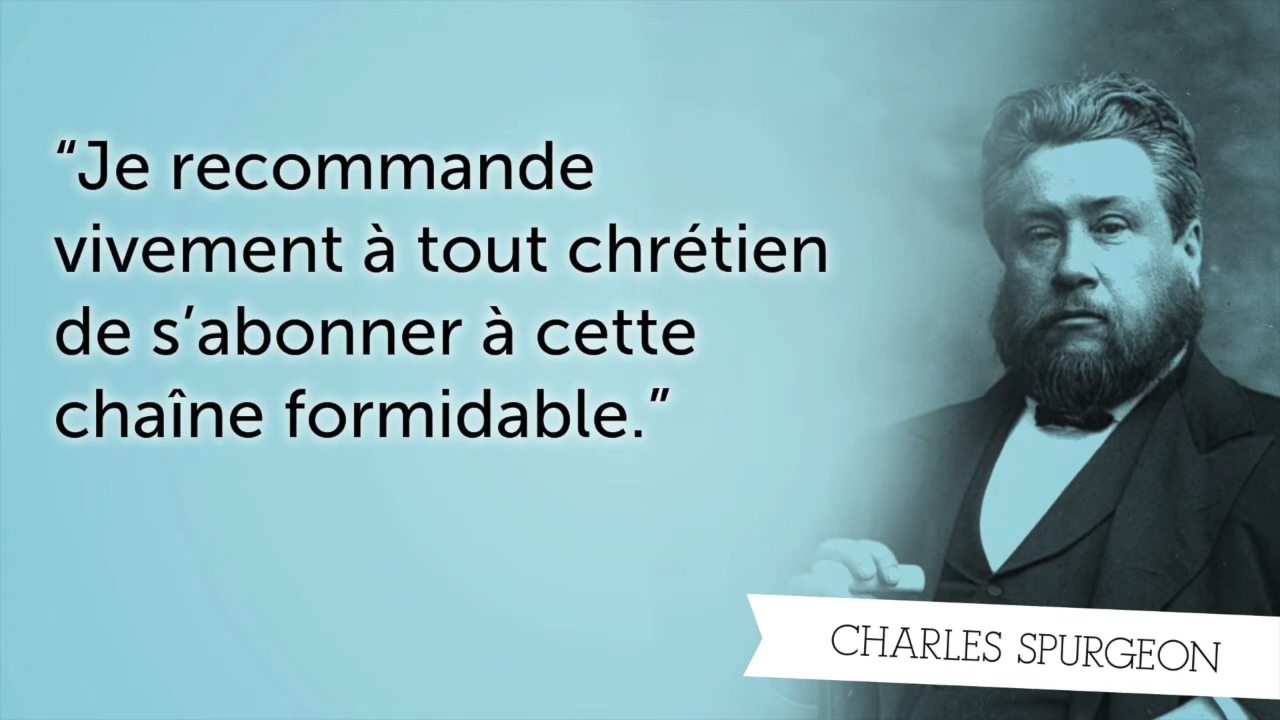 “Je recommande
vivement à tout chrétien
de s’abonner à cette
chaîne formidable.”
CHARLES SPURGEON